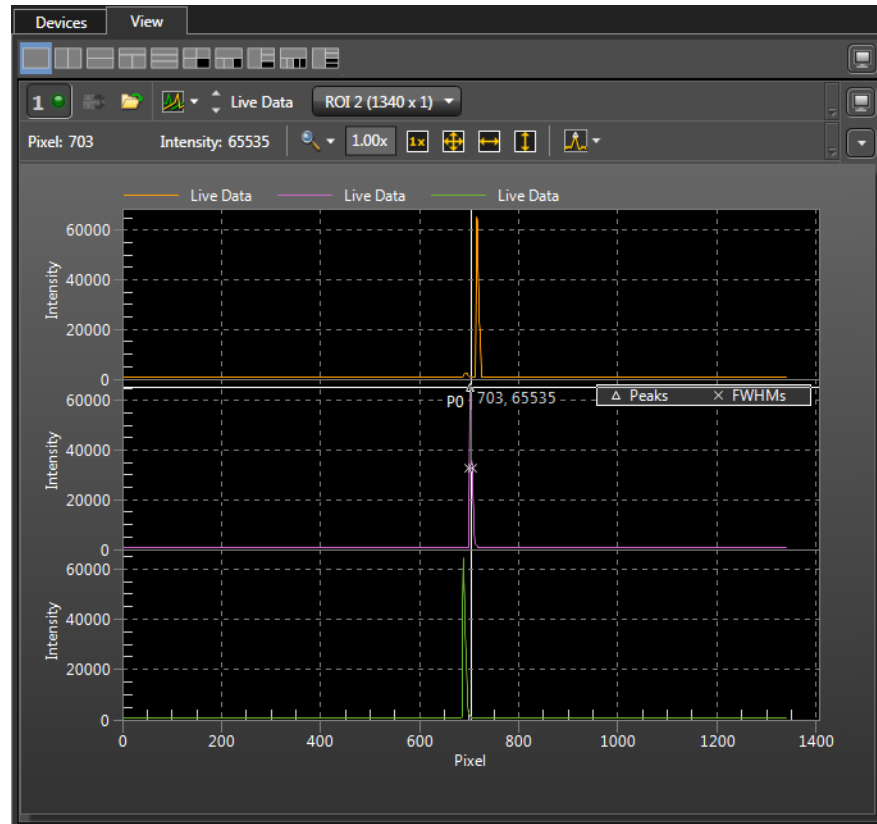 Devices View
1 Live Data ROI 2 (1340 x 1)
Pixel: 703 Intensity: 65535 1.00x 1x
Live Data Live Data Live Data
60000
40000
20000
0
Intensity
P0 703, 65535 Peaks FWHMs
60000
40000
20000
0
Intensity
60000
40000
20000
0
Intensity
0 200 400 600 800 1000 1200 1400
Pixel